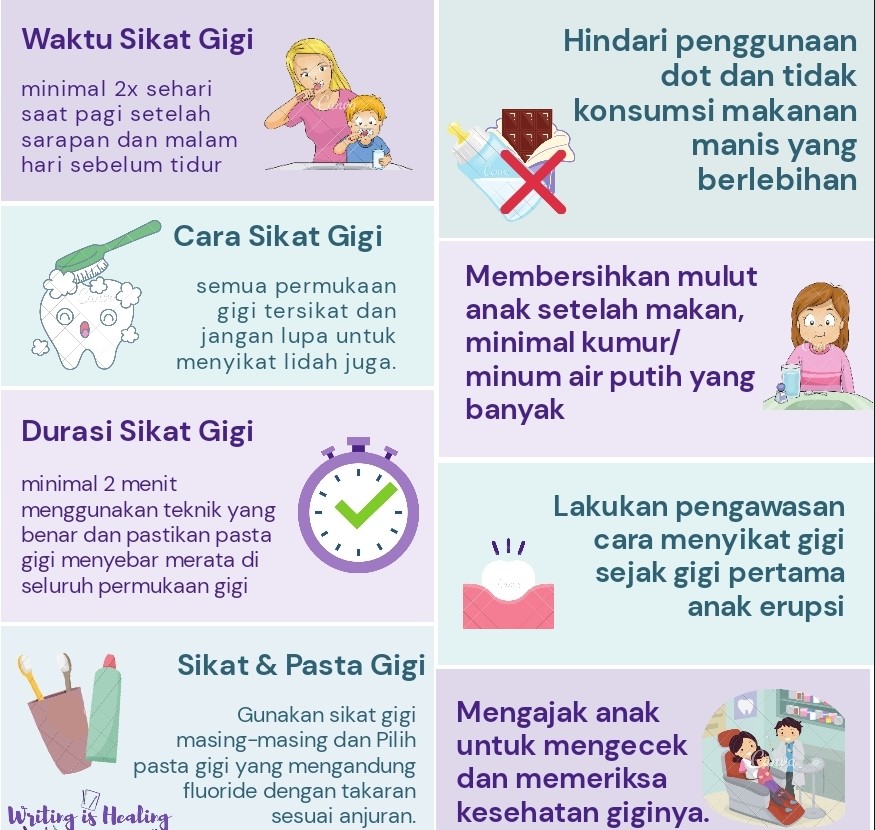 Waktu Sikat Gigi
minimal 2x sehari
saat pagi setelah
sarapan dan malam
hari sebelum tidur
Cara Sikat Gigi
semua permukaan
gigi tersikat dan
jangan lupa untuk
menyikat lidah juga.
Durasi Sikat Gigi
minimal 2 menit
menggunakan teknik yang
benar dan pastikan pasta
gigi menyebar merata di
seluruh permukaan gigi
Sikat & Pasta Gigi
Gunakan sikat gigi
masing-masing dan Pilih
pasta gigi yang mengandung
fluoride dengan takaran
sesuai anjuran.
Writing is Healing
Hindari penggunaan
dot dan tidak
konsumsi makanan
manis yang
berlebihan
Membersihkan mulut
anak setelah makan,
minimal kumur/
minum air putih yang
banyak
Lakukan pengawasan
cara menyikat gigi
sejak gigi pertama
anak erupsi
Mengajak anak
untuk mengecek
dan memeriksa
kesehatan giginya.